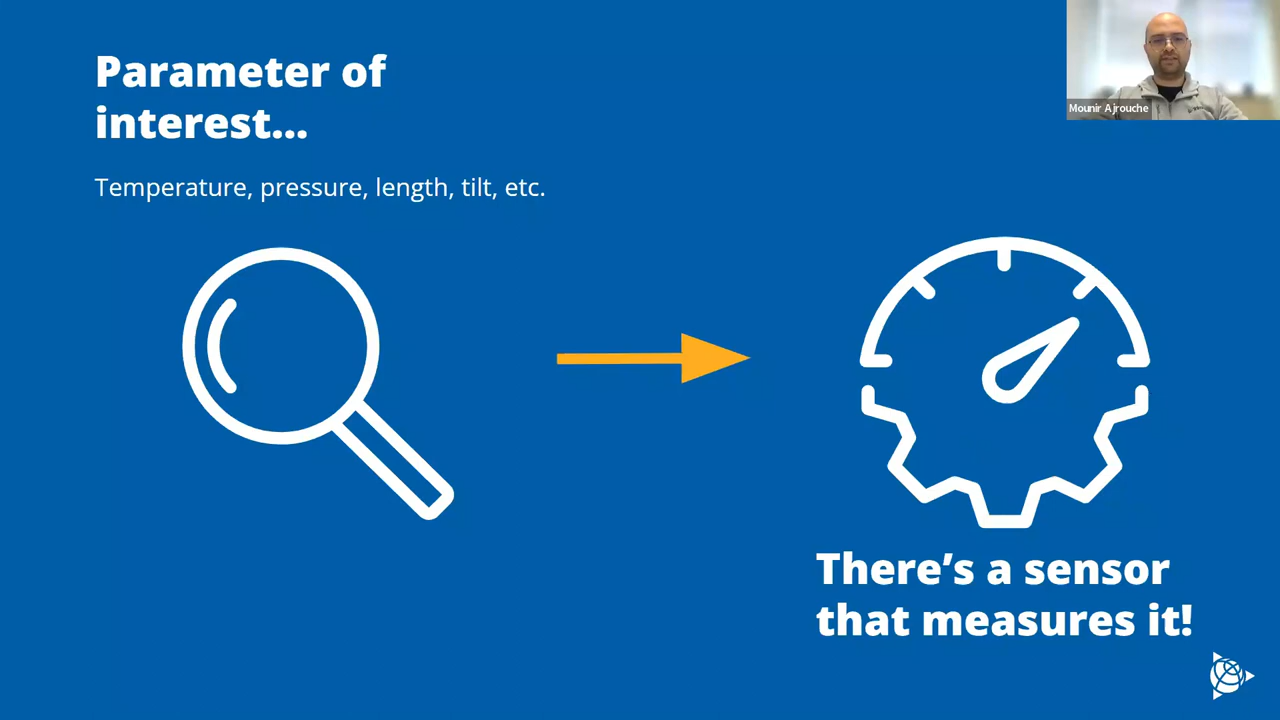 Parameter of
interest...
Temperature, pressure, length, tilt, etc.
Mounir Ajrouche
There’s a sensor
that measures it!